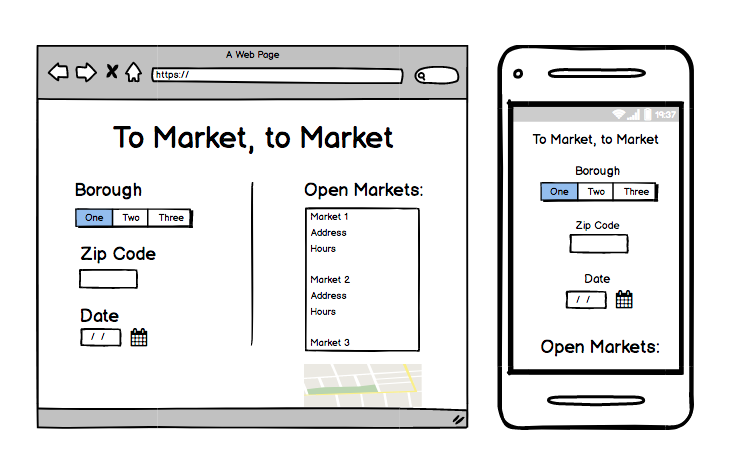 A Web Page
https://
To Market, to Market
Borough
One Two Three
Zip Code
Date
/ /
Open Markets:
Market 1
Address
Hours
Market 2
Address
Hours
Market 3
19:37
To Market, to Market
Borough
One Two Three
Zip Code
Date
/ /
Open Markets: